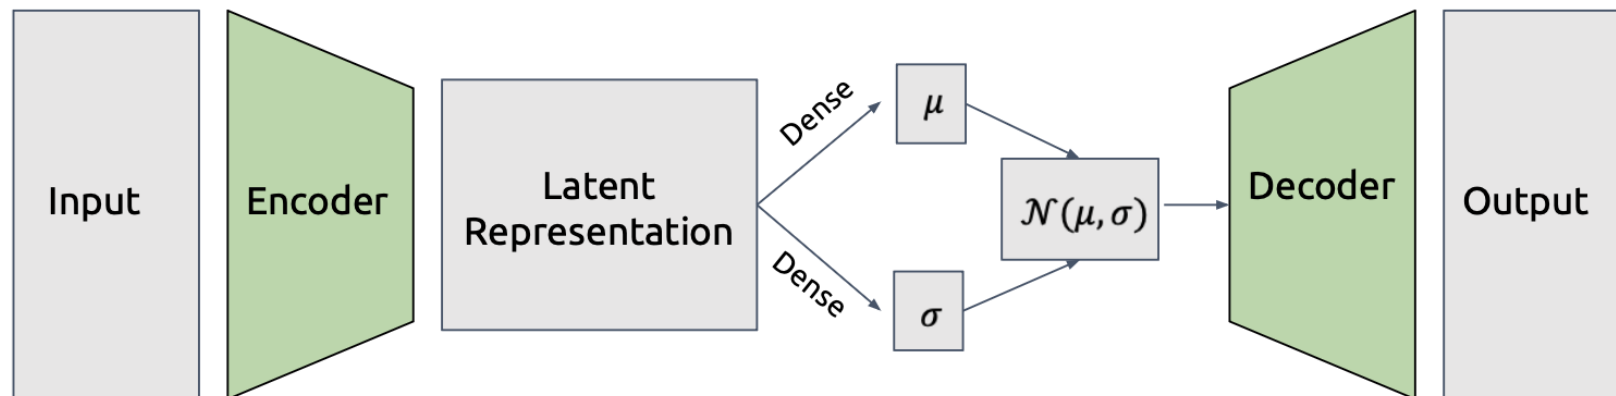 Input
Encoder
Latent
Representation
Dense
Dense
μ
σ
𝒩(μ, σ)
Decoder
Output